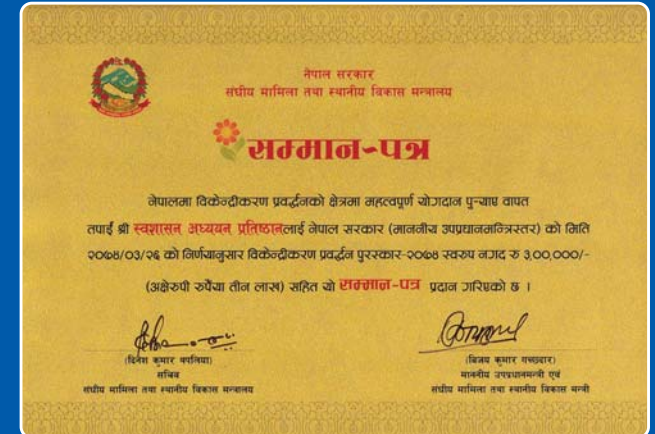 नेपाल सरकार
संघीय मामिला तथा स्थानीय विकास मन्त्रालय
सम्मान-पत्र
नेपालमा विकेन्द्रीकरण प्रवर्द्धनको क्षेत्रमा महत्वपूर्ण योगदान पुर्‍याए वापत
तपाईं श्री स्वशासन अध्ययन प्रतिष्ठानलाई नेपाल सरकार (माननीय उपप्रधानमन्त्रिस्तर) को मिति
२०७४/०३/२६ को निर्णयानुसार विकेन्द्रीकरण प्रवर्द्धन पुरस्कार-२०७४ स्वरुप नगद रु ३,००,०००/-
(अक्षेरुपी रुपैंया तीन लाख) सहित यो सम्मान-पत्र प्रदान गरिएको छ ।
(दिनेश कुमार थपलिया)
सचिव
संघीय मामिला तथा स्थानीय विकास मन्त्रालय
(बिजय कुमार गच्छदार)
माननीय उपप्रधानमन्त्री एवं
संघीय मामिला तथा स्थानीय विकास मन्त्री